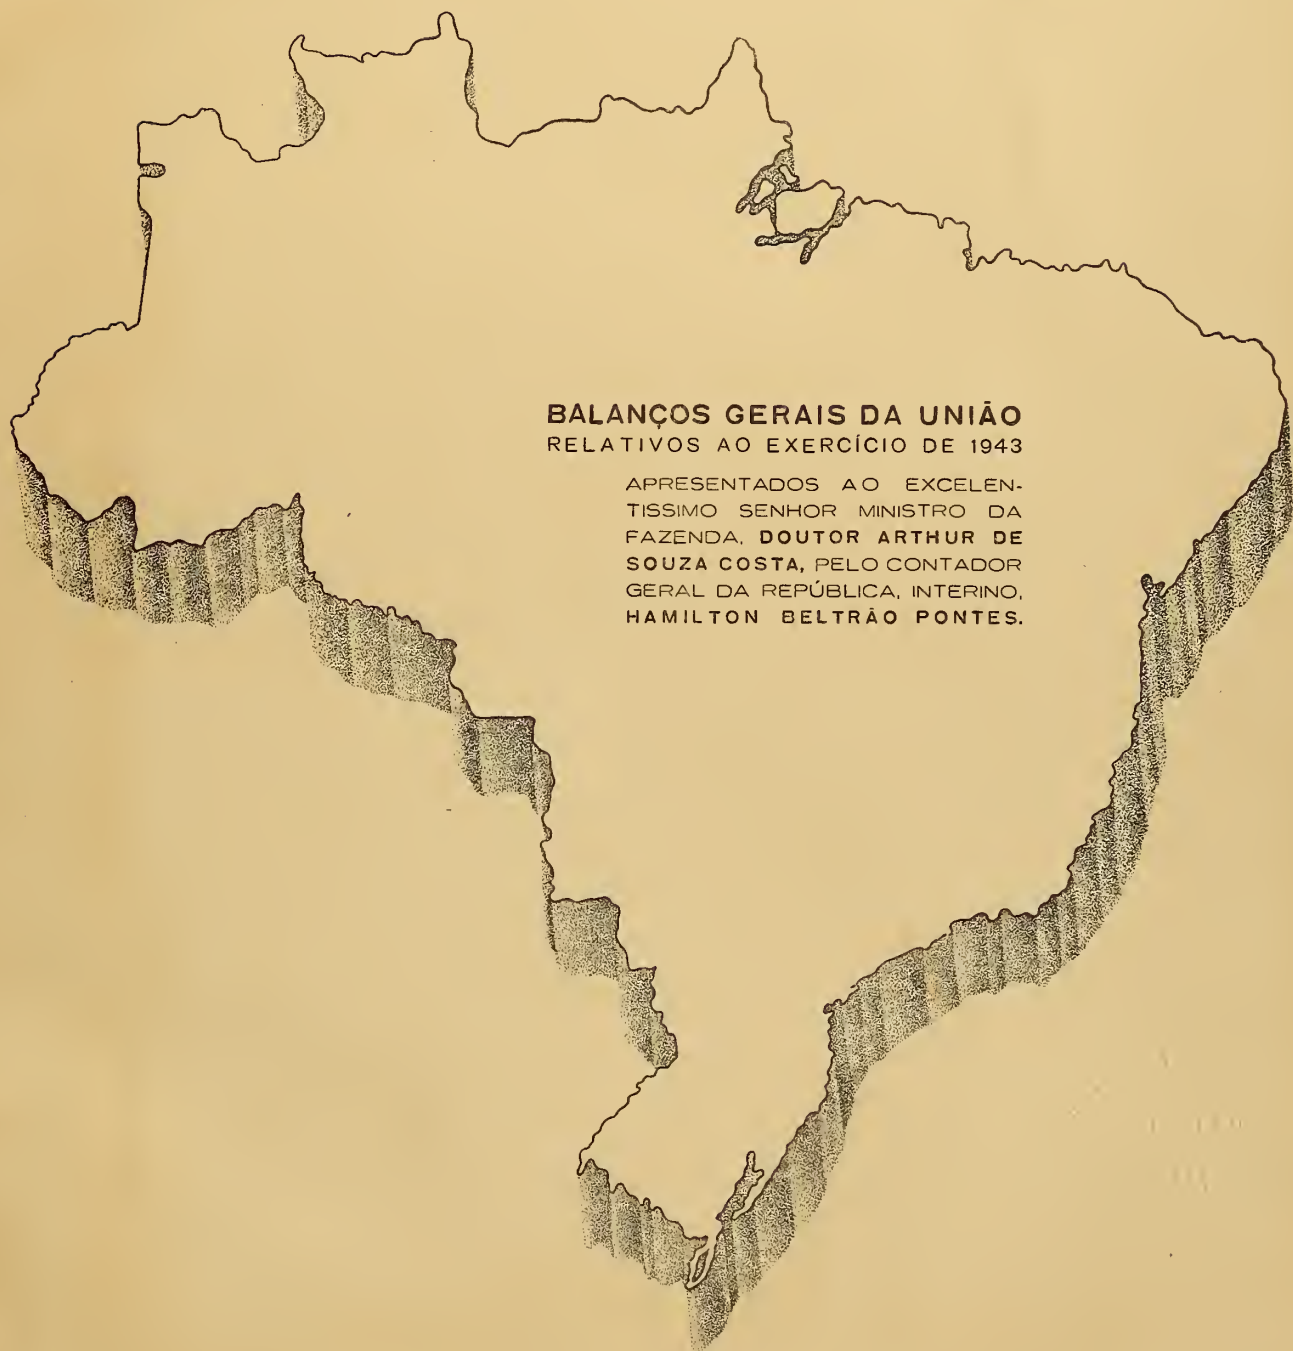 BALANÇOS GERAIS DA UNIÃO
RELATIVOS AO EXERCÍCIO DE 1943
APRESENTADOS AO EXCELEN-
TISSIMO SENHOR MINISTRO DA
FAZENDA, DOUTOR ARTHUR DE
SOUZA COSTA, PELO CONTADOR
GERAL DA REPÚBLICA, INTERINO,
HAMILTON BELTRÃO PONTES.